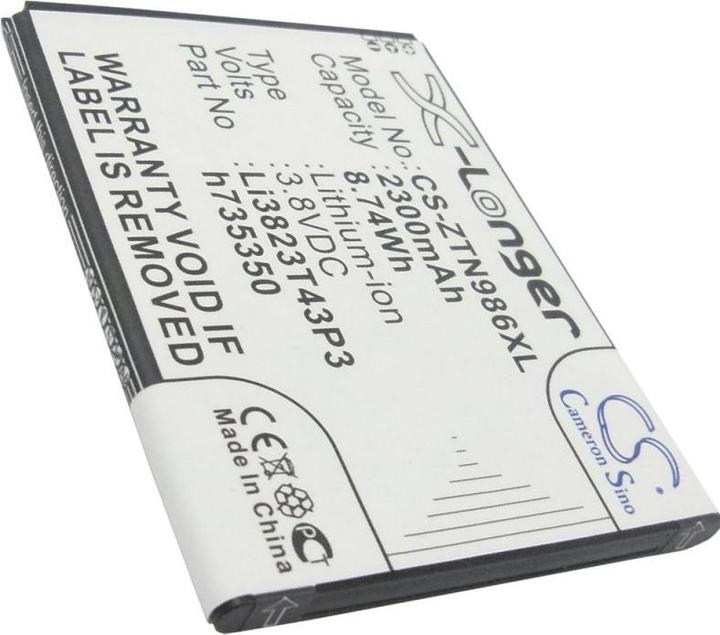 X-Longer
Model No.: CS-ZTN986XL
Capacity 2300mAh
8.74Wh
Type Lithium-ion
Volts 3.8VDC
Part No Li3823T43P3
h735350
WARRANTY VOID IF
LABEL IS REMOVED
CS
Cameron Sino
CE
PCT
Made In China